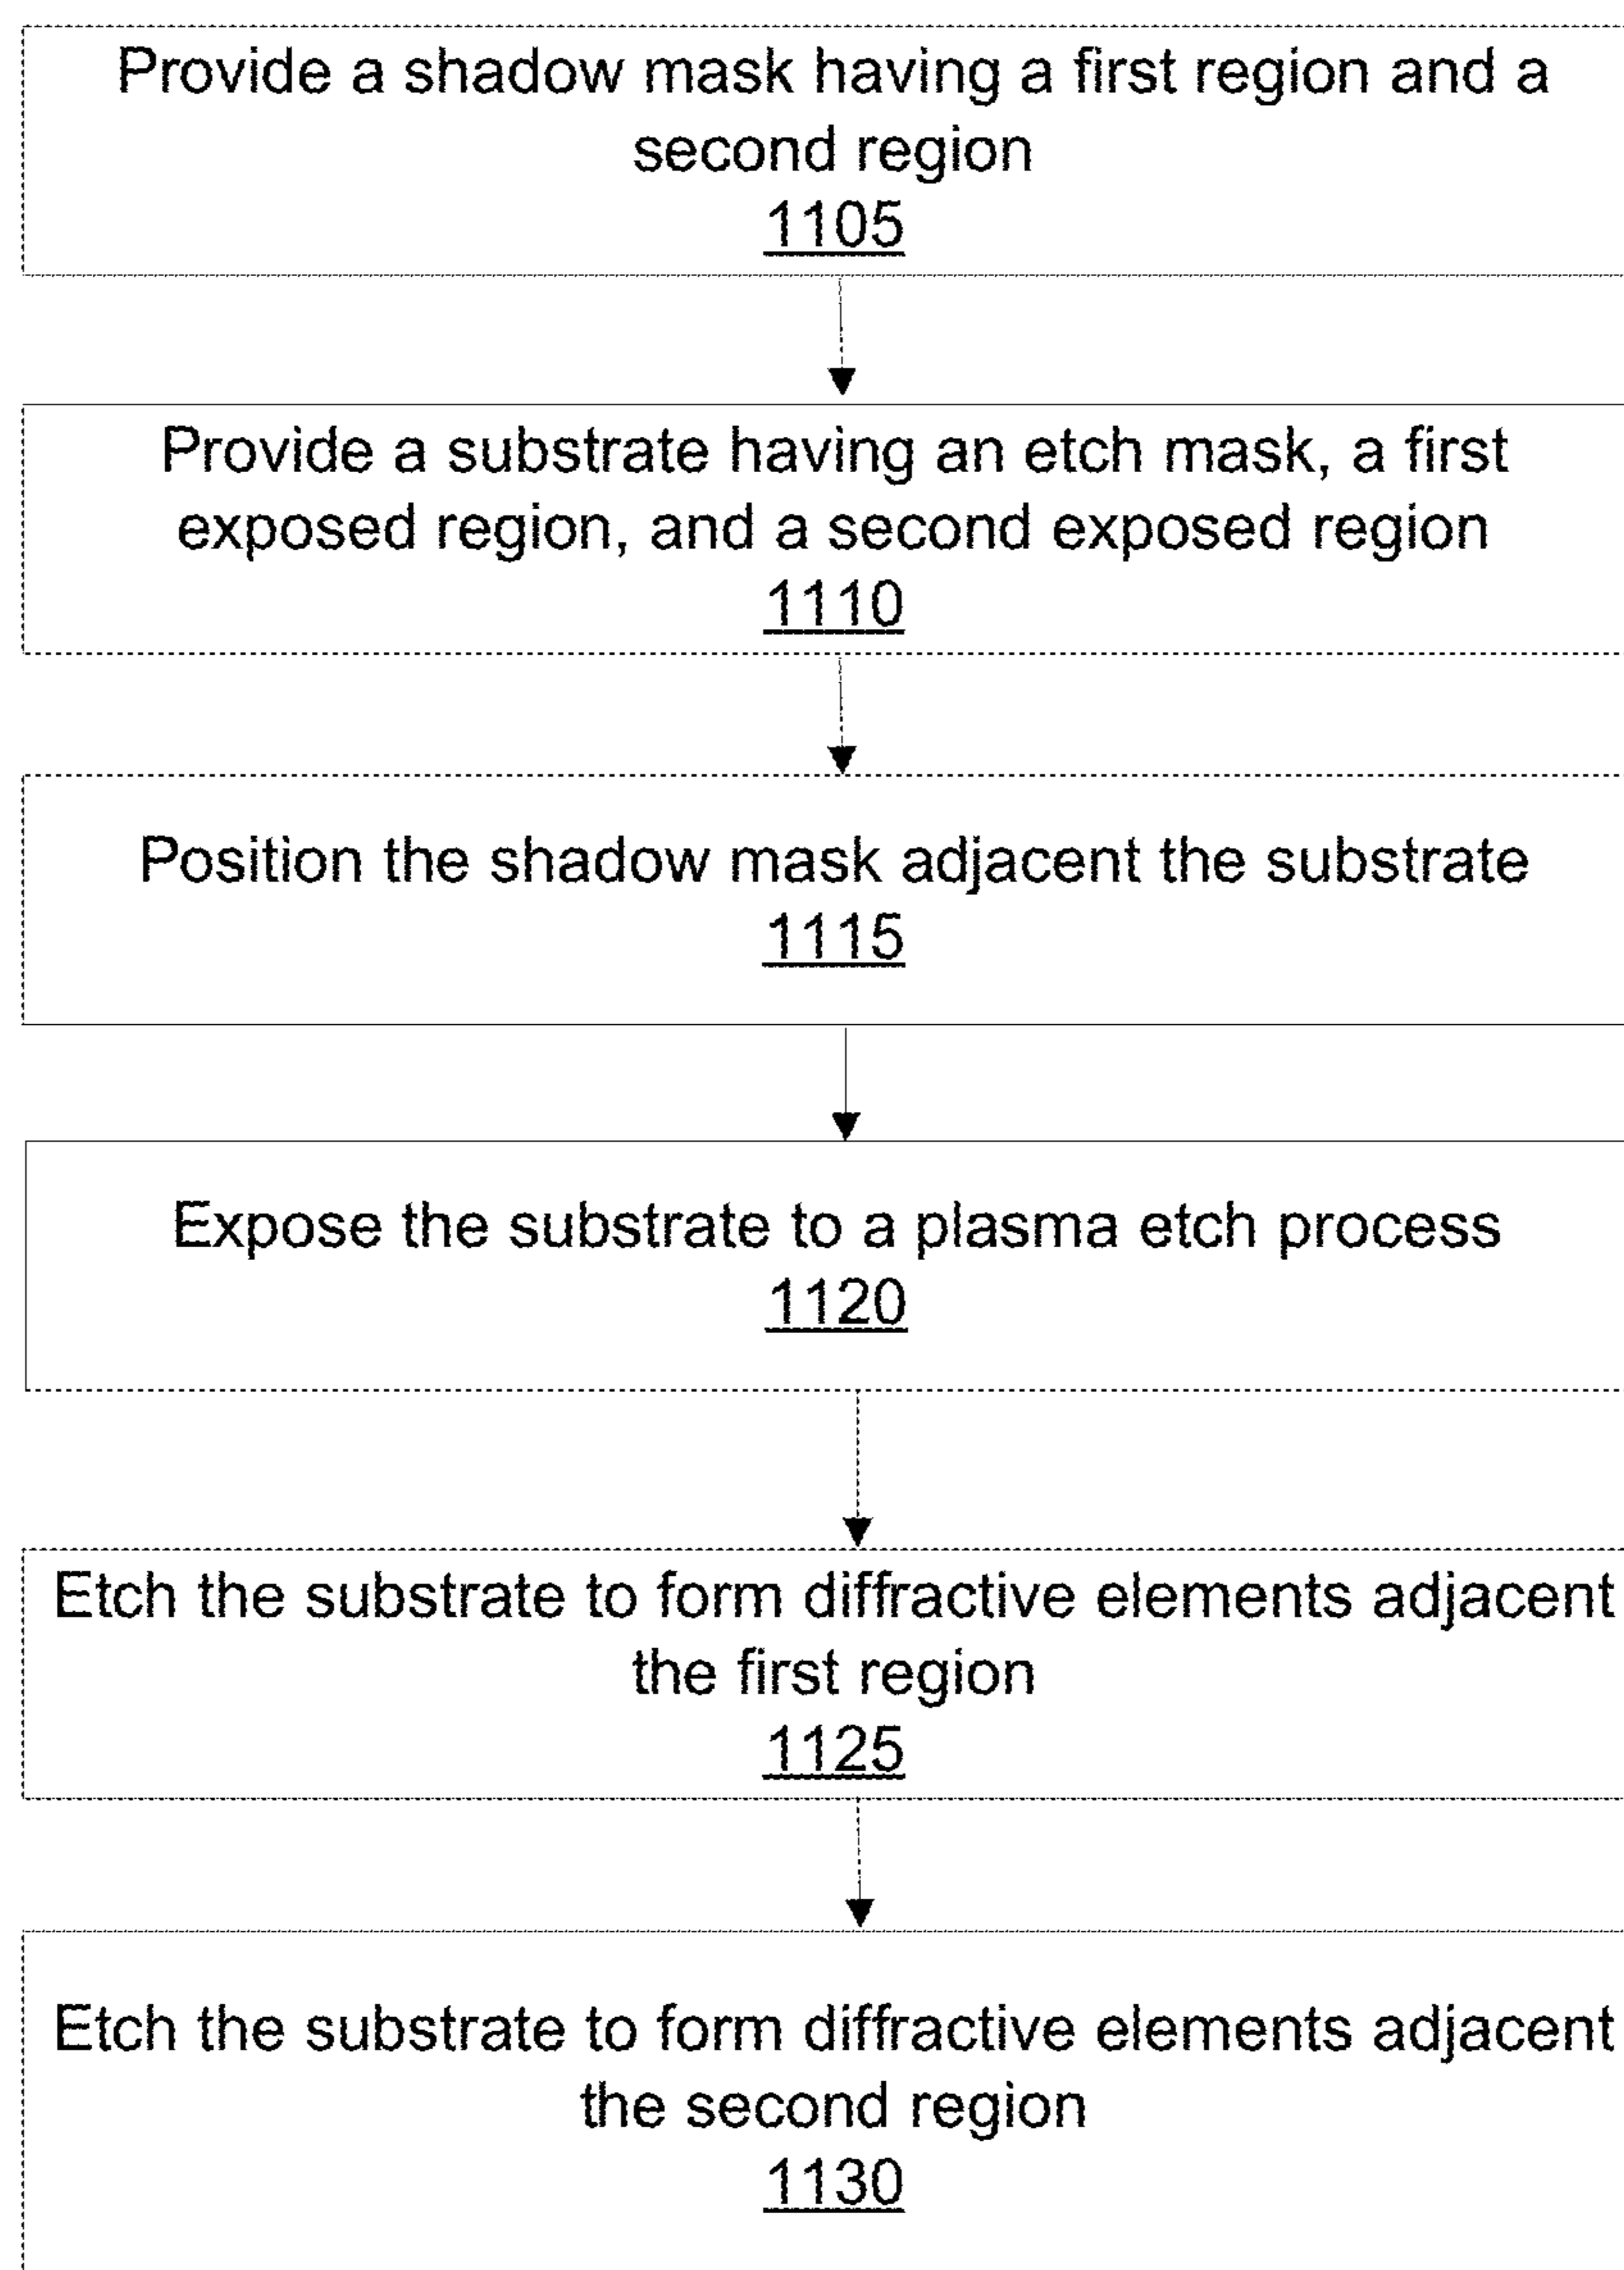 Provide a shadow mask having a first region and a
second region
1105
Provide a substrate having an etch mask, a first
exposed region, and a second exposed region
1110
Position the shadow mask adjacent the substrate
1115
Expose the substrate to a plasma etch process
1120
Etch the substrate to form diffractive elements adjacent
the first region
1125
Etch the substrate to form diffractive elements adjacent
the second region
1130